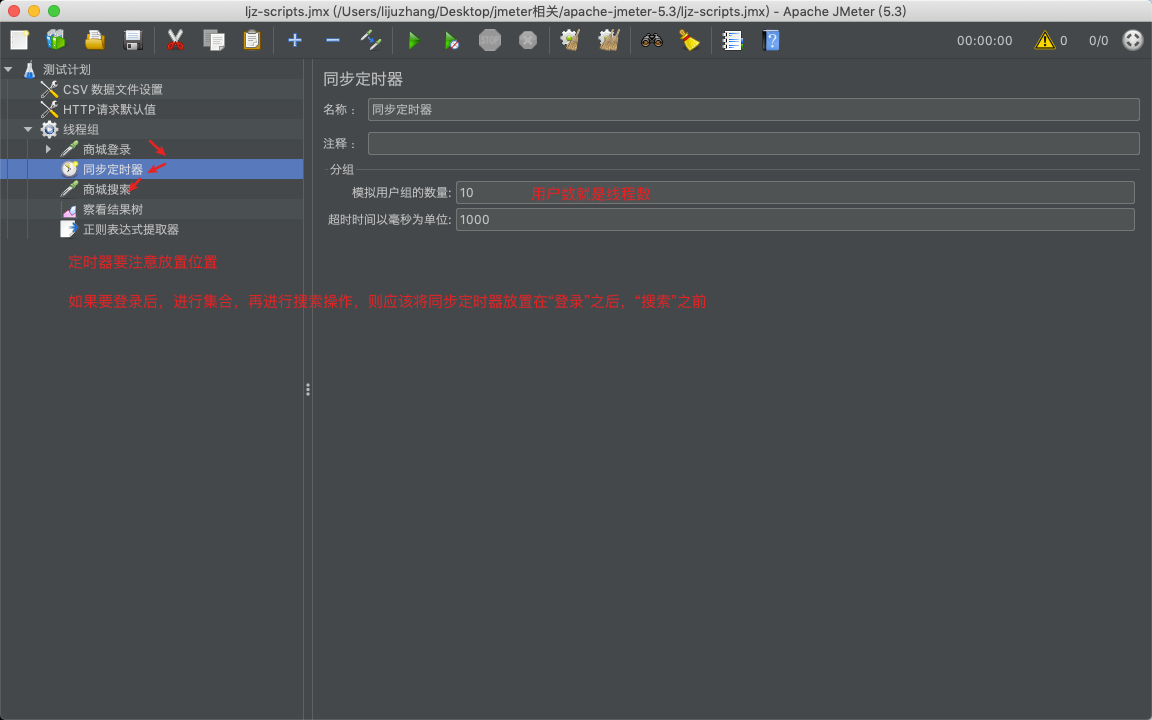 ljz-scripts.jmx (/Users/lijuzhang/Desktop/jmeter相关/apache-jmeter-5.3/ljz-scripts.jmx) - Apache JMeter (5.3)
STOP
00:00:00
0
0/0
测试计划
CSV 数据文件设置
HTTP请求默认值
线程组
商城登录
同步定时器
商城搜索
察看结果树
正则表达式提取器
定时器要注意放置位置
如果要登录后，进行集合，再进行搜索操作，则应该将同步定时器放置在“登录”之后，“搜索”之前
同步定时器
名称： 同步定时器
注释：
分组
模拟用户组的数量: 10 用户数就是线程数
超时时间以毫秒为单位: 1000